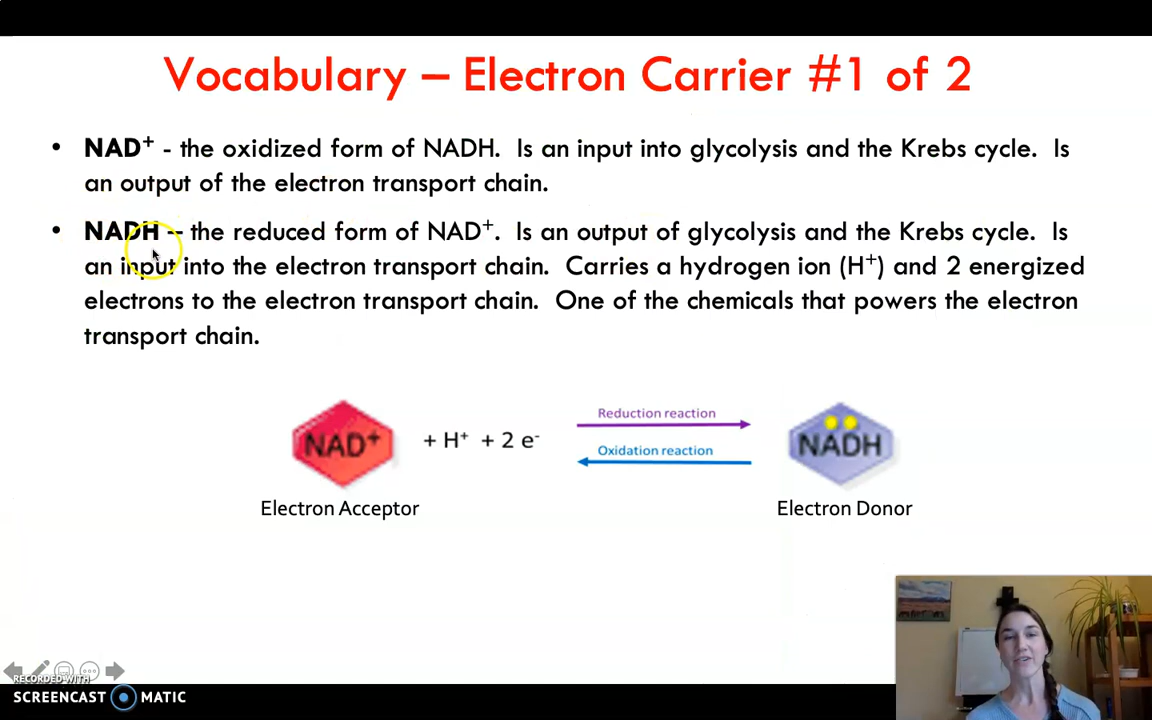 Vocabulary – Electron Carrier #1 of 2
• NAD⁺ - the oxidized form of NADH. Is an input into glycolysis and the Krebs cycle. Is
an output of the electron transport chain.
• NADH – the reduced form of NAD⁺. Is an output of glycolysis and the Krebs cycle. Is
an input into the electron transport chain. Carries a hydrogen ion (H⁺) and 2 energized
electrons to the electron transport chain. One of the chemicals that powers the electron
transport chain.
Reduction reaction
NAD⁺ + H⁺ + 2 e⁻ NADH
Oxidation reaction
Electron Acceptor Electron Donor
RECORDED WITH
SCREENCAST MATIC